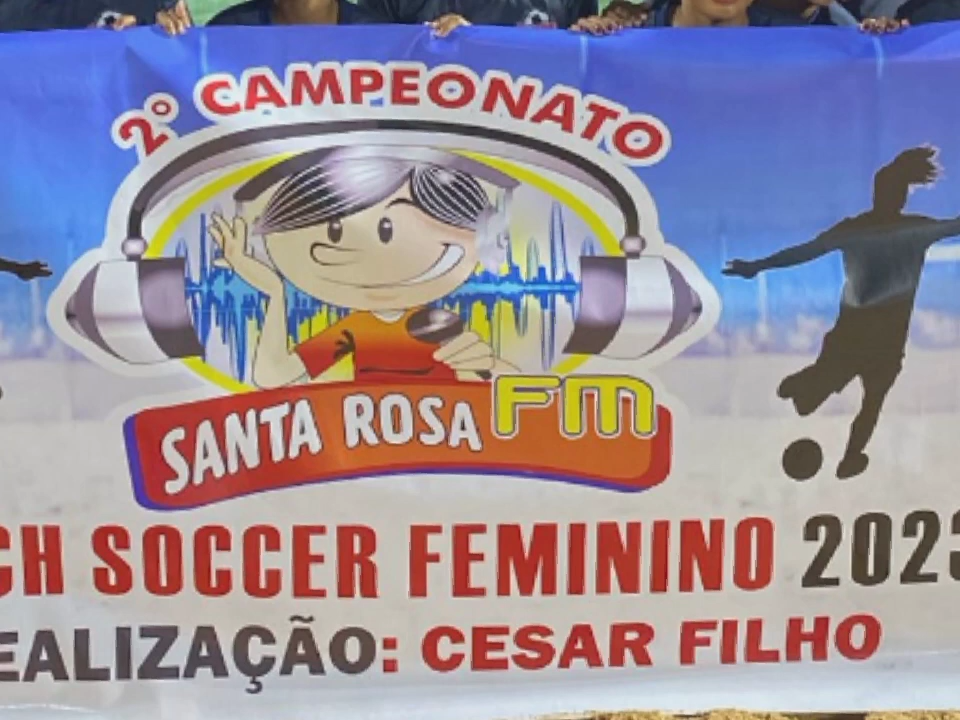 2º CAMPEONATO
SANTA ROSA FM
CH SOCCER FEMININO 2023
EALIZAÇÃO: CESAR FILHO